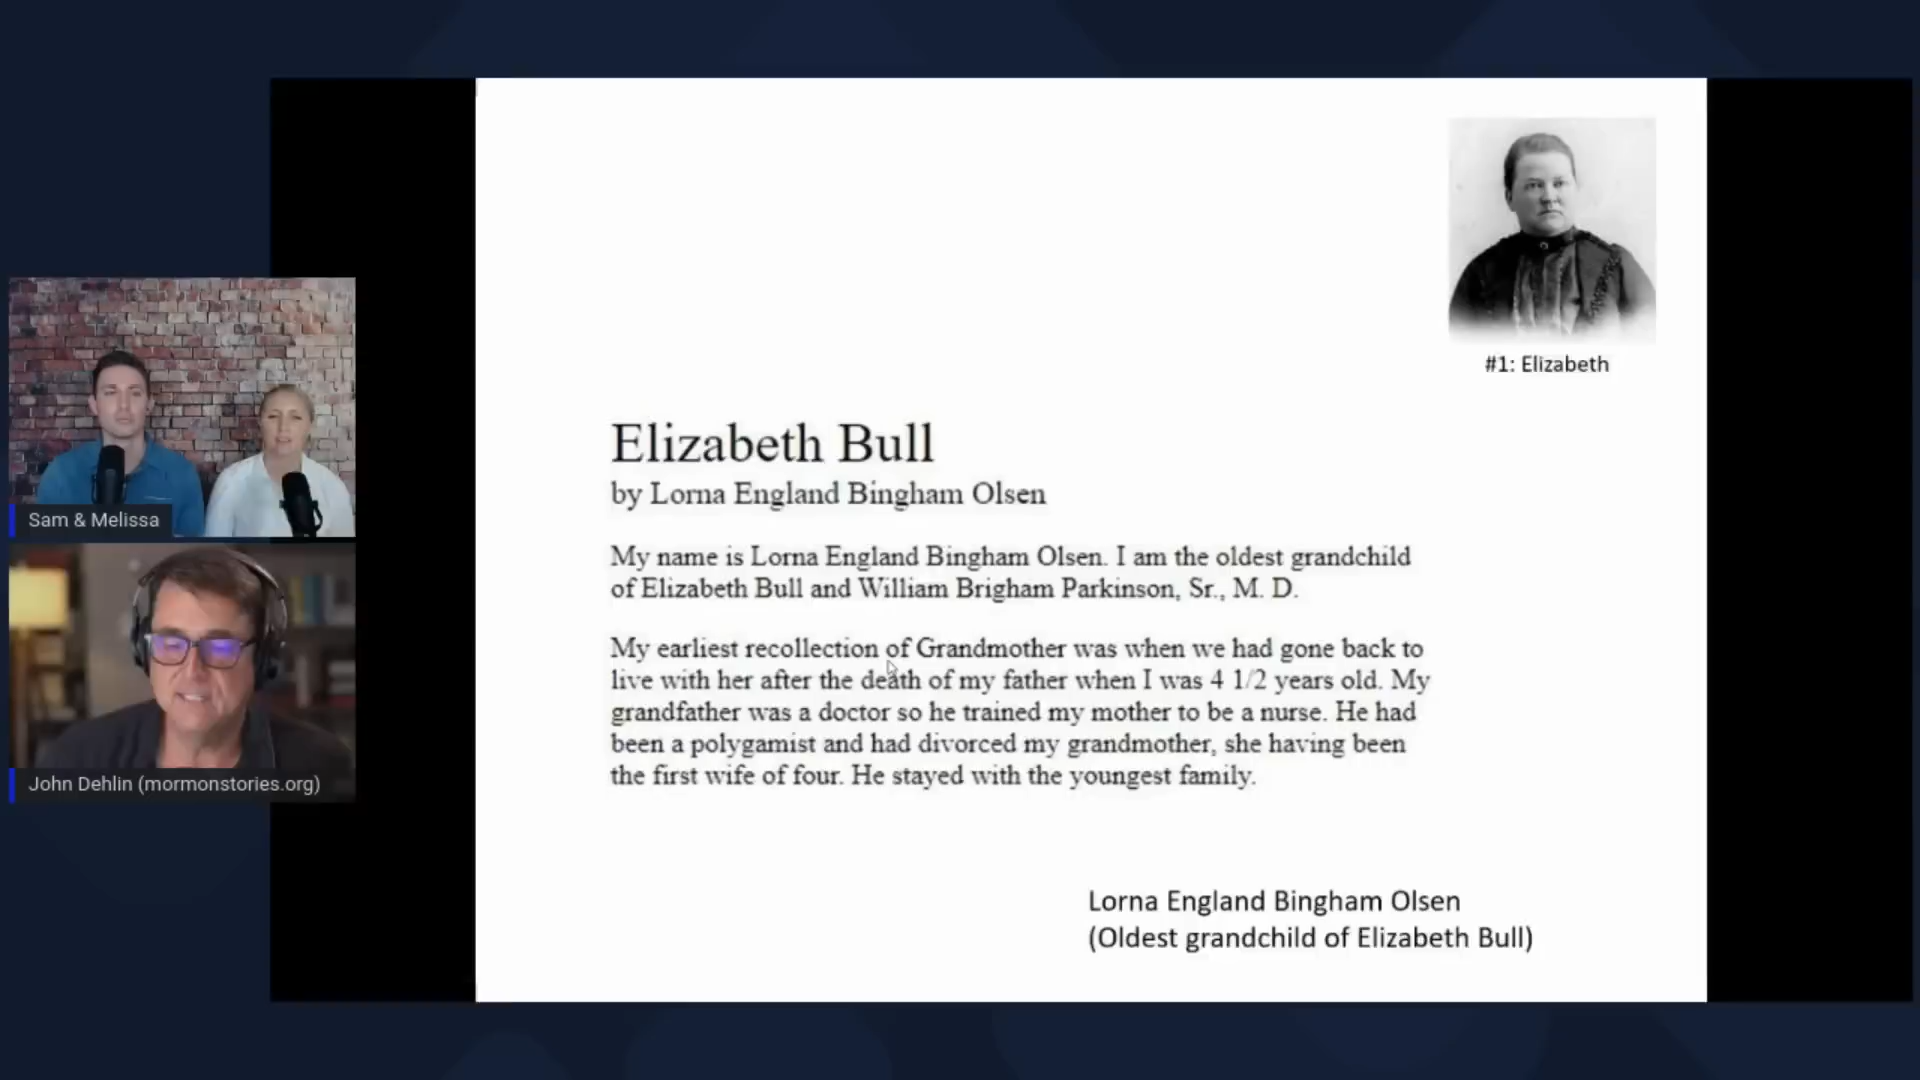 #1: Elizabeth
Elizabeth Bull
by Lorna England Bingham Olsen
My name is Lorna England Bingham Olsen. I am the oldest grandchild
of Elizabeth Bull and William Brigham Parkinson, Sr., M. D.
My earliest recollection of Grandmother was when we had gone back to
live with her after the death of my father when I was 4 1/2 years old. My
grandfather was a doctor so he trained my mother to be a nurse. He had
been a polygamist and had divorced my grandmother, she having been
the first wife of four. He stayed with the youngest family.
Lorna England Bingham Olsen
(Oldest grandchild of Elizabeth Bull)
Sam & Melissa
John Dehlin (mormonstories.org)